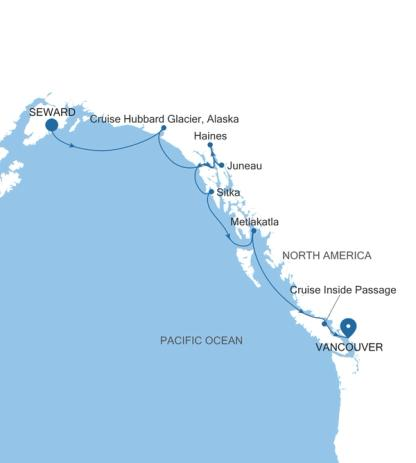 SEWARD
Cruise Hubbard Glacier, Alaska
Haines
Juneau
Sitka
Metlakatla
NORTH AMERICA
Cruise Inside Passage
PACIFIC OCEAN
VANCOUVER